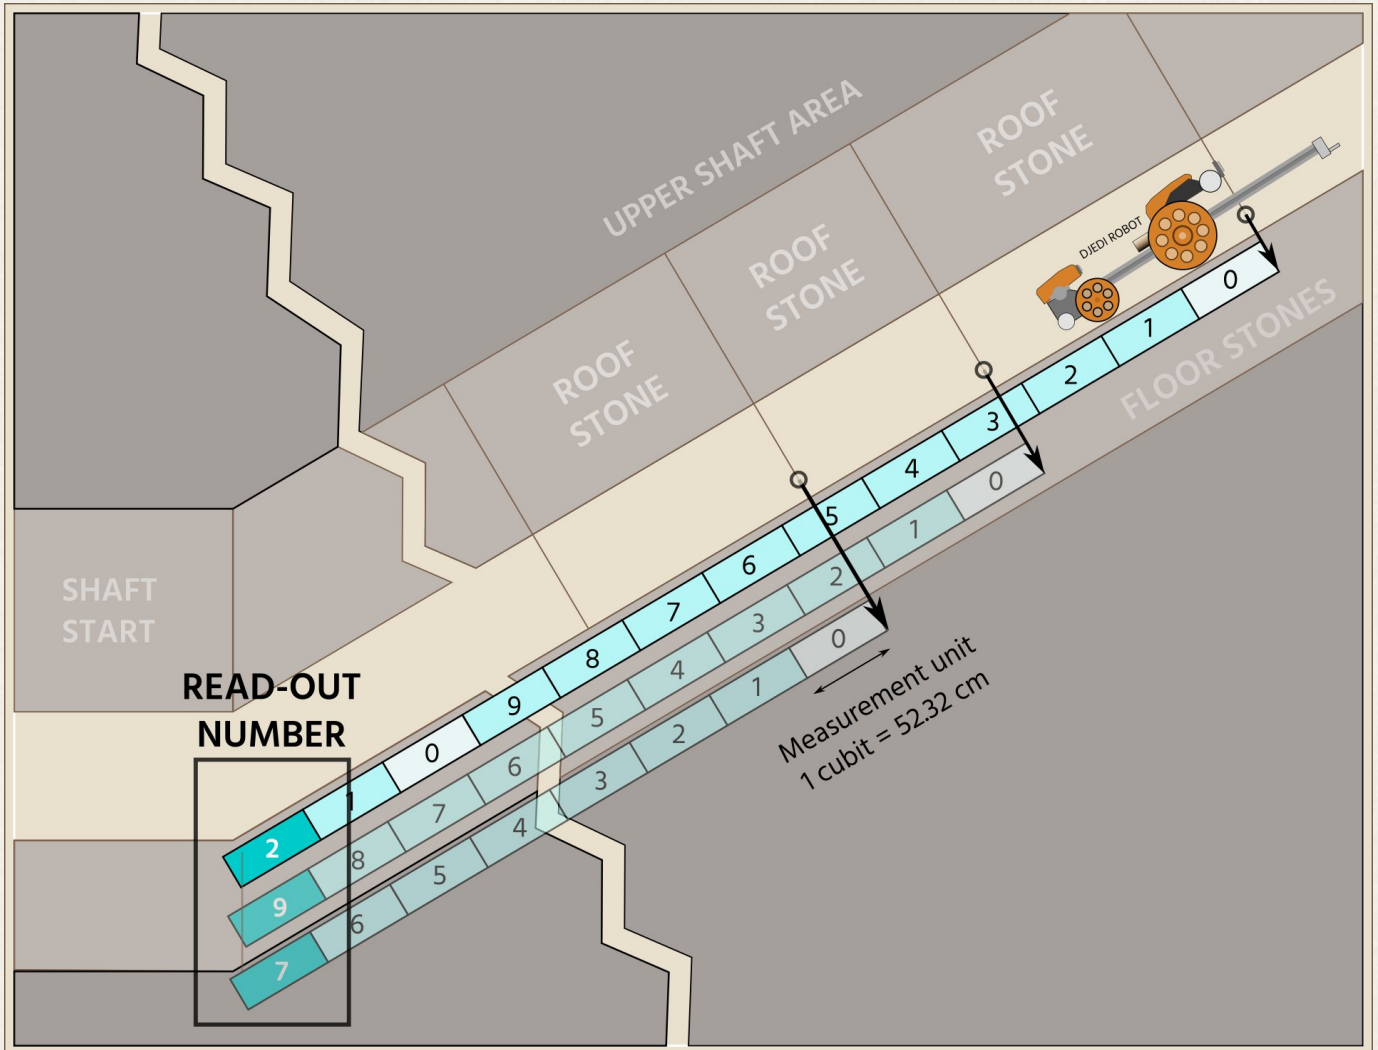 UPPER SHAFT AREA
ROOF
STONE
ROOF
STONE
ROOF
STONE
DJEDI ROBOT
FLOOR STONES
SHAFT
START
READ-OUT
NUMBER
2 1 0 9 8 7 6 5 4 3 2 1 0
9 8 7 6 5 4 3 2 1 0
7 6 5 4 3 2 1 0
Measurement unit
1 cubit = 52.32 cm